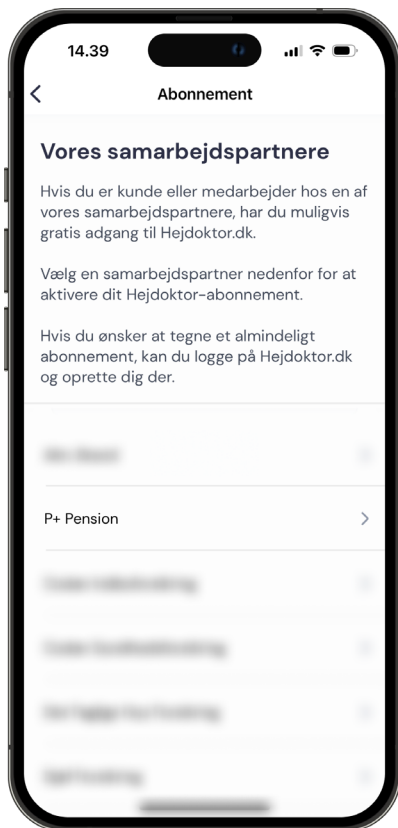 14.39
Abonnement
Vores samarbejdspartnere
Hvis du er kunde eller medarbejder hos en af
vores samarbejdspartnere, har du muligvis
gratis adgang til Hejdoktor.dk.
Vælg en samarbejdspartner nedenfor for at
aktivere dit Hejdoktor-abonnement.
Hvis du ønsker at tegne et almindeligt
abonnement, kan du logge på Hejdoktor.dk
og oprette dig der.
P+ Pension